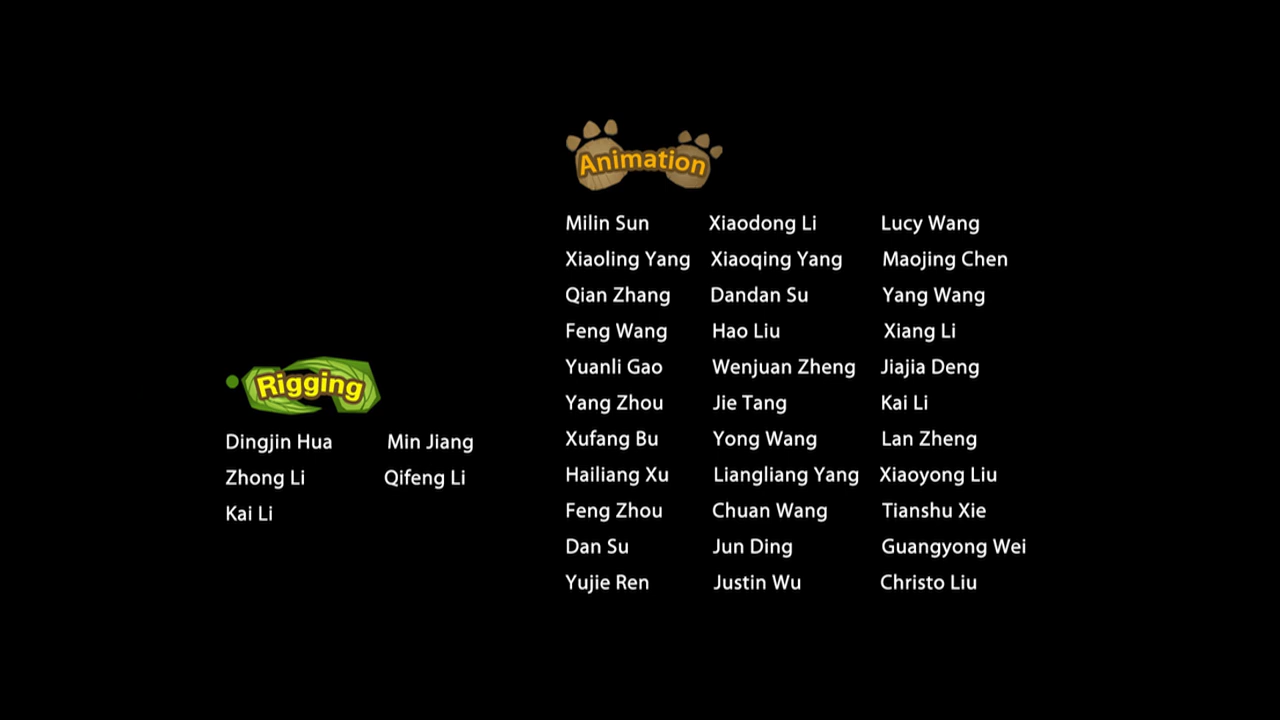 Animation
Milin Sun Xiaodong Li Lucy Wang
Xiaoling Yang Xiaoqing Yang Maojing Chen
Qian Zhang Dandan Su Yang Wang
Feng Wang Hao Liu Xiang Li
Yuanli Gao Wenjuan Zheng Jiajia Deng
Yang Zhou Jie Tang Kai Li
Xufang Bu Yong Wang Lan Zheng
Hailiang Xu Liangliang Yang Xiaoyong Liu
Feng Zhou Chuan Wang Tianshu Xie
Dan Su Jun Ding Guangyong Wei
Yujie Ren Justin Wu Christo Liu
Rigging
Dingjin Hua Min Jiang
Zhong Li Qifeng Li
Kai Li